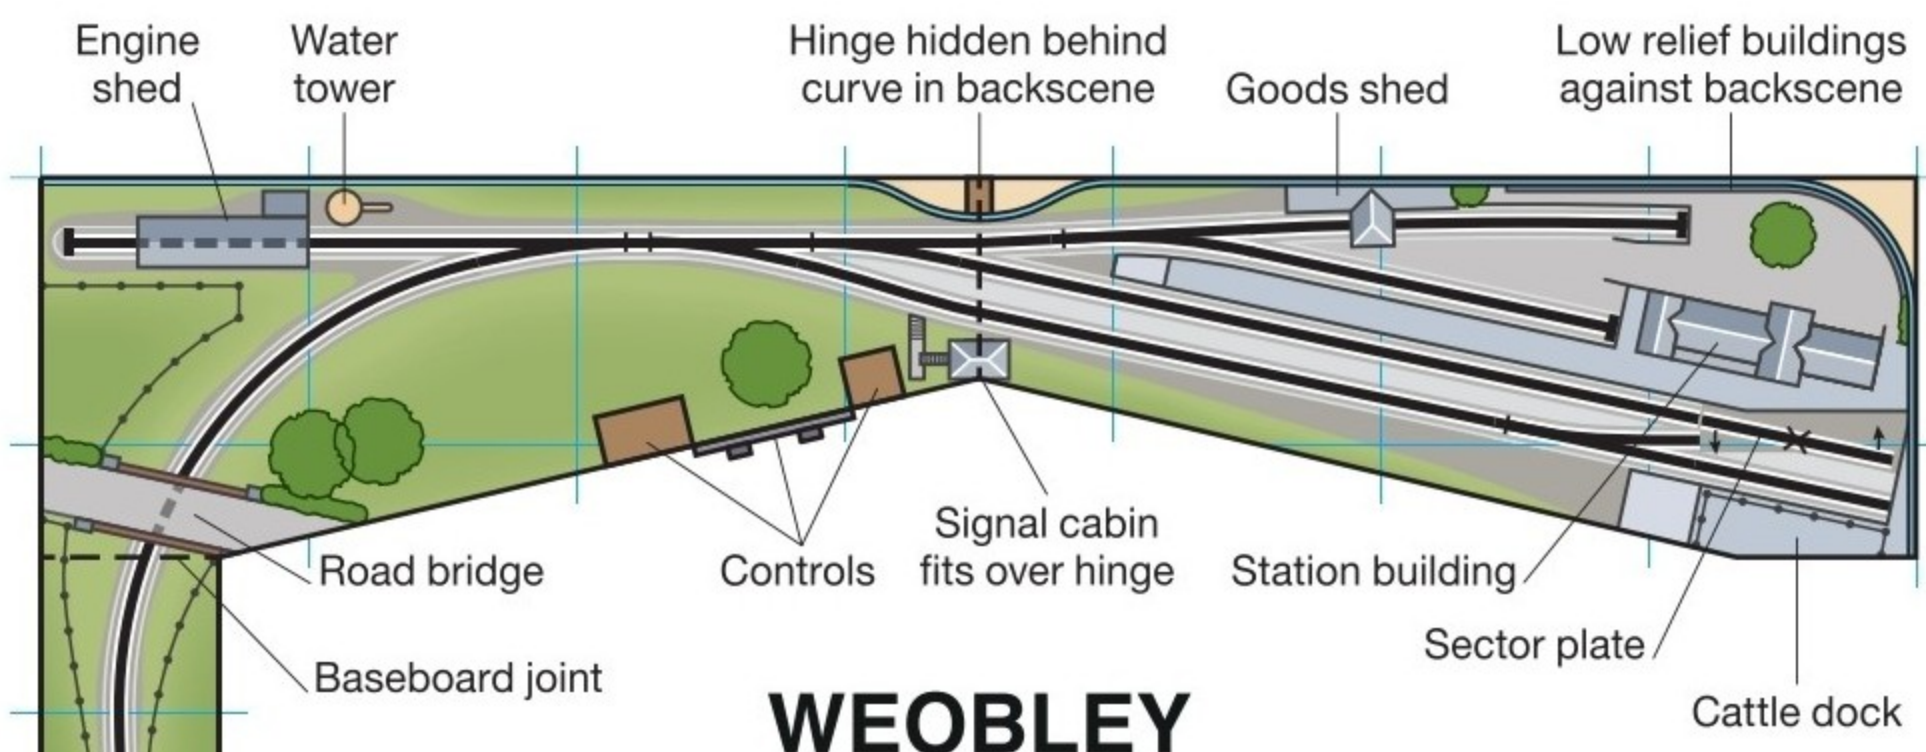 Engine
shed
Water
tower
Hinge hidden behind
curve in backscene
Goods shed
Low relief buildings
against backscene
Road bridge
Controls
Signal cabin
fits over hinge
Station building
Sector plate
Baseboard joint
Cattle dock
WEOBLEY